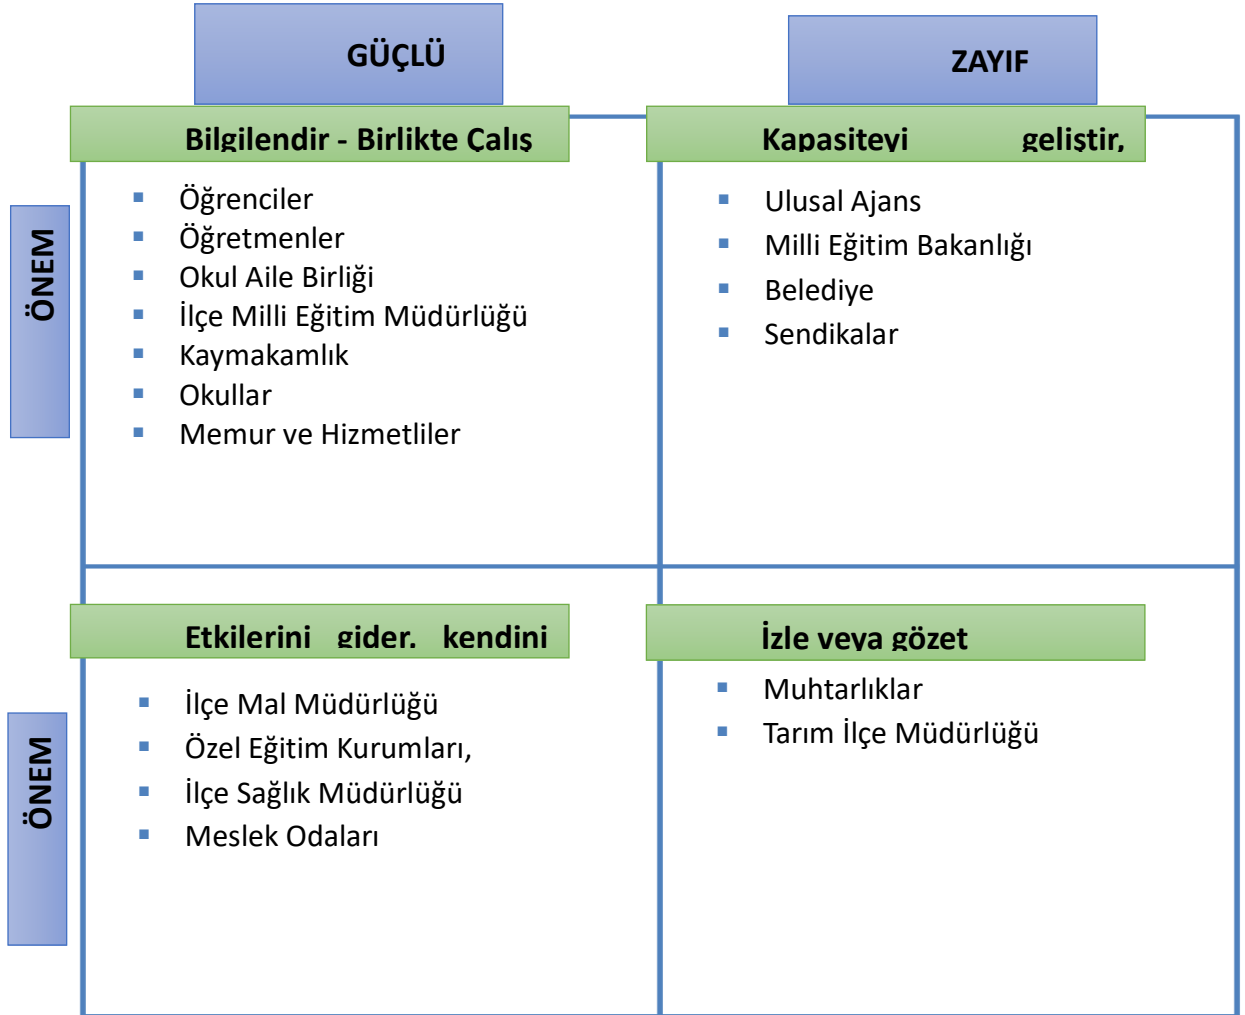 GÜÇLÜ
ZAYIF
Bilgilendir - Birlikte Çalış
Kapasiteyi geliştir,
ÖNEM
Öğrenciler
Öğretmenler
Okul Aile Birliği
İlçe Milli Eğitim Müdürlüğü
Kaymakamlık
Okullar
Memur ve Hizmetliler
Ulusal Ajans
Milli Eğitim Bakanlığı
Belediye
Sendikalar
Etkilerini gider, kendini
İzle veya gözet
ÖNEM
İlçe Mal Müdürlüğü
Özel Eğitim Kurumları,
İlçe Sağlık Müdürlüğü
Meslek Odaları
Muhtarlıklar
Tarım İlçe Müdürlüğü